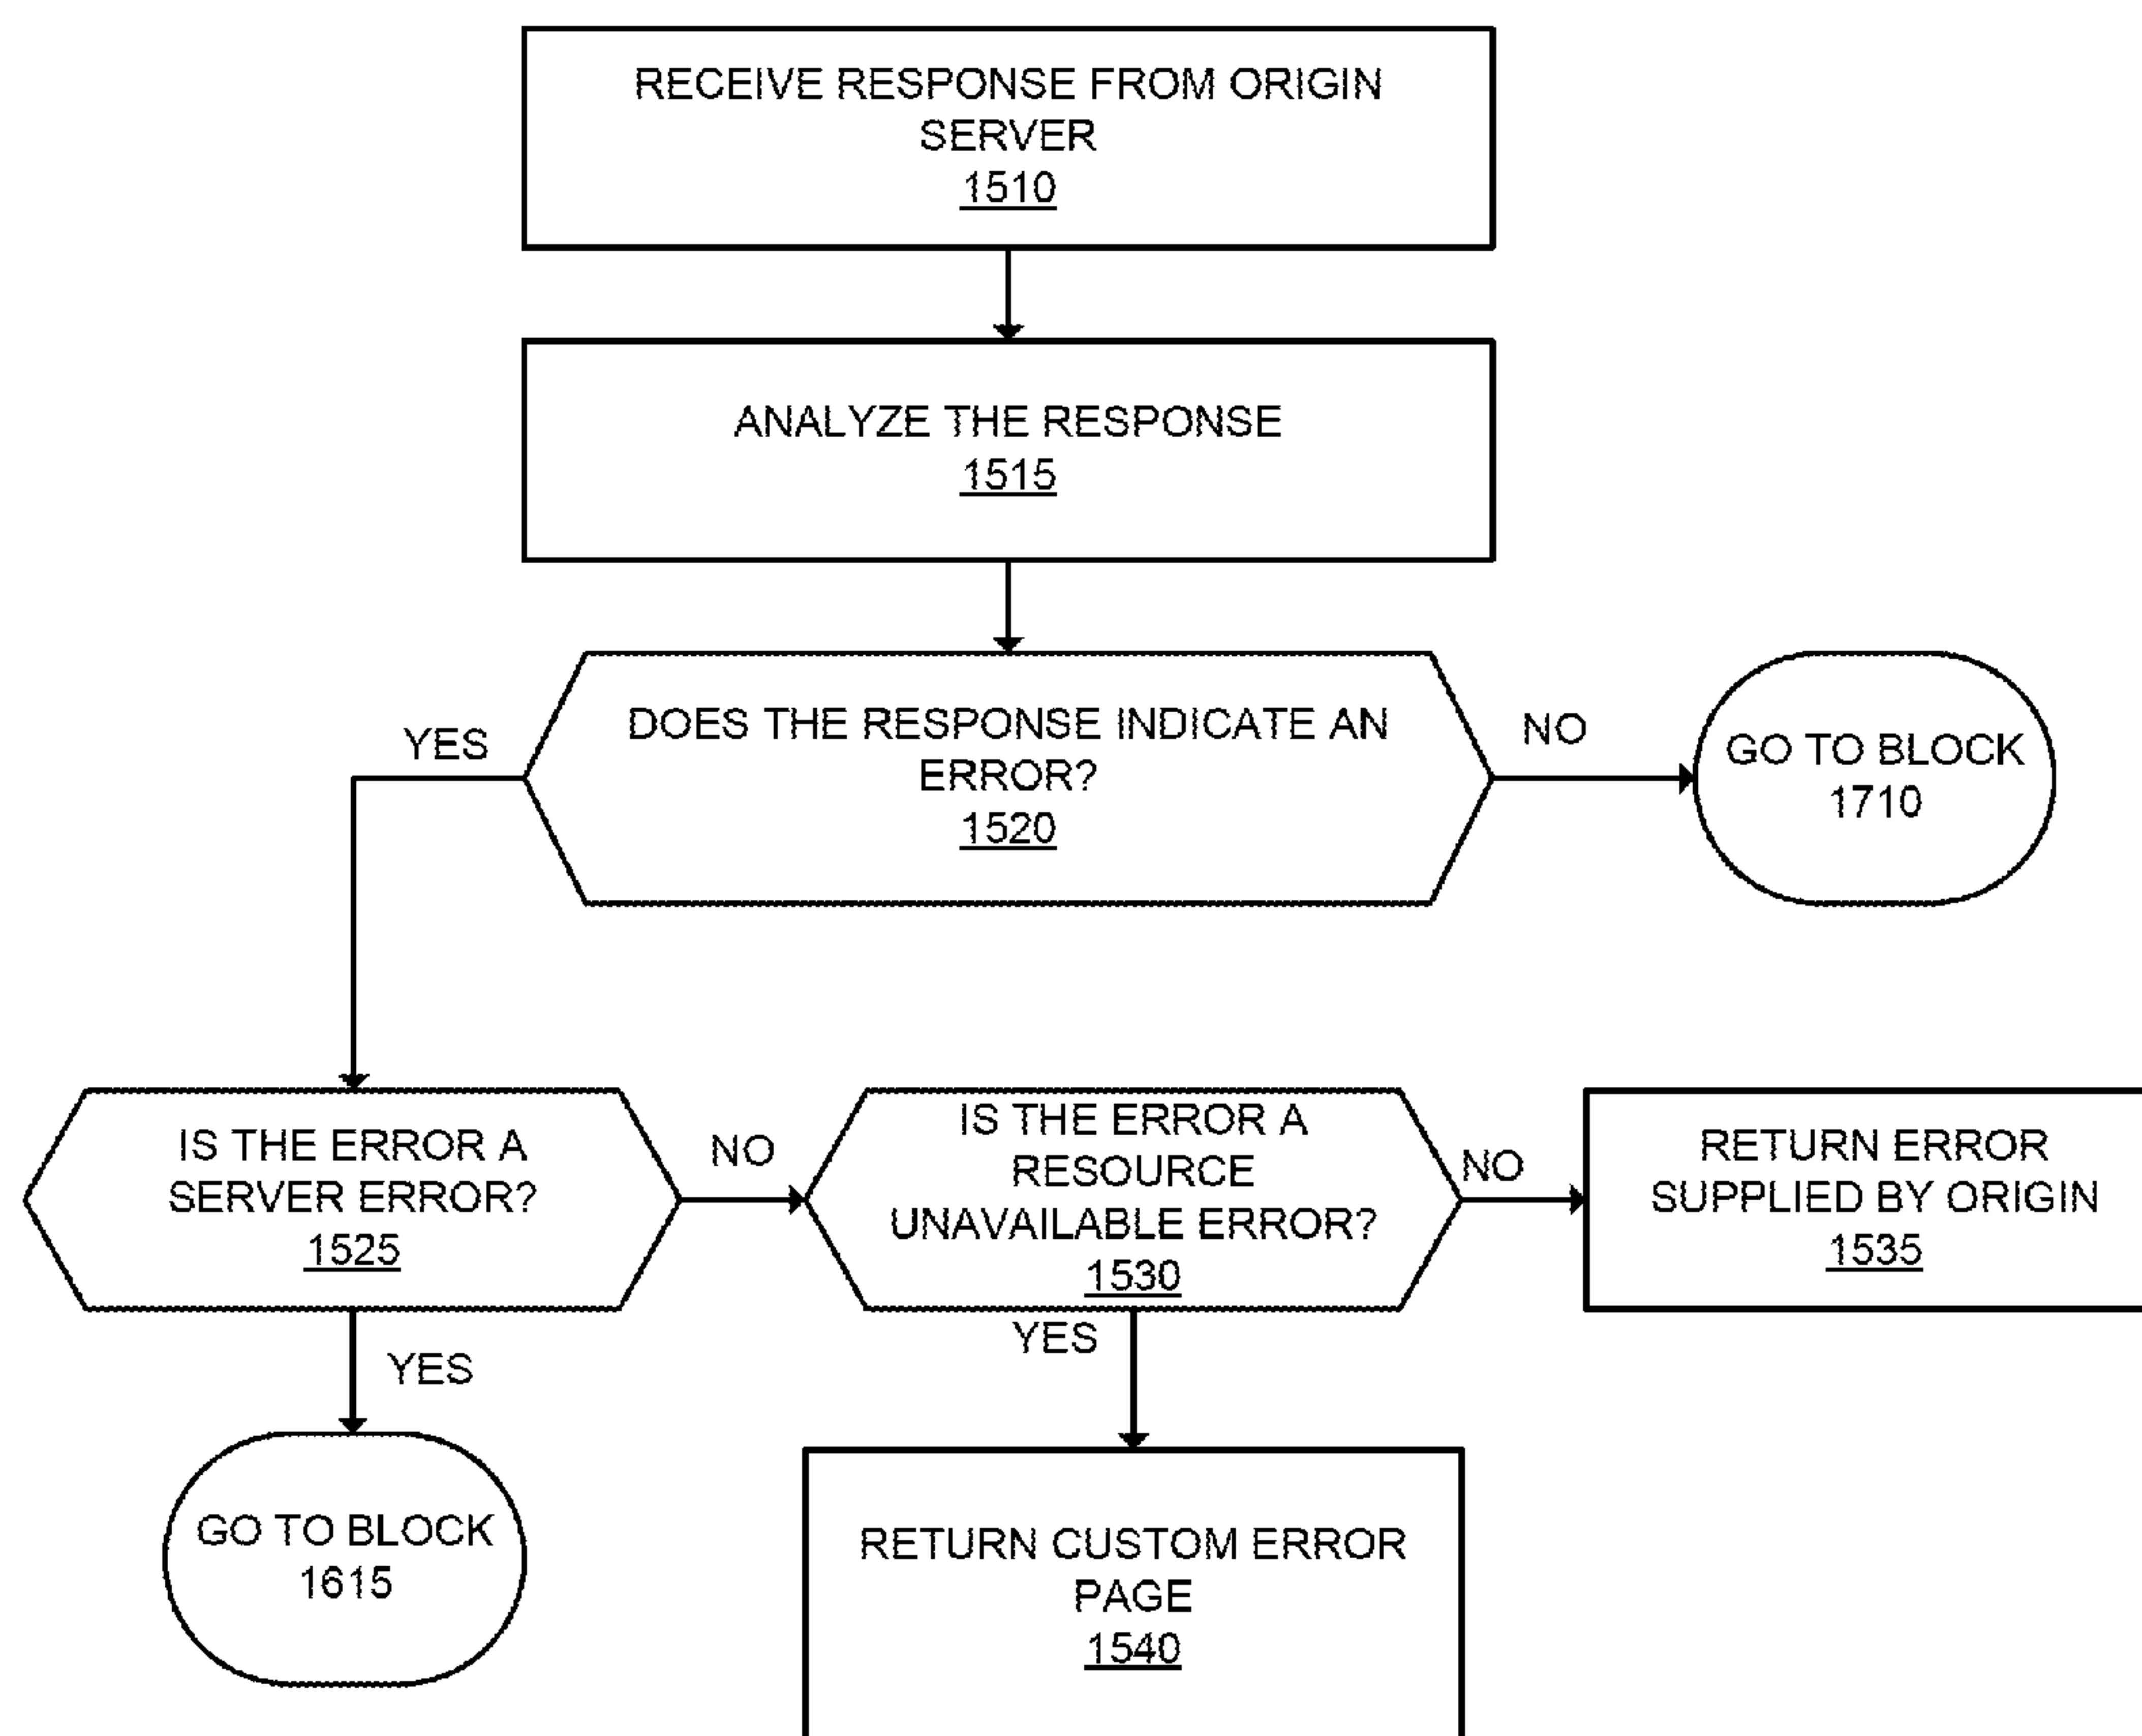 RECEIVE RESPONSE FROM ORIGIN
SERVER
1510
ANALYZE THE RESPONSE
1515
DOES THE RESPONSE INDICATE AN
ERROR?
1520
YES
NO
GO TO BLOCK
1710
IS THE ERROR A
SERVER ERROR?
1525
NO
IS THE ERROR A
RESOURCE
UNAVAILABLE ERROR?
1530
NO
RETURN ERROR
SUPPLIED BY ORIGIN
1535
YES
GO TO BLOCK
1615
YES
RETURN CUSTOM ERROR
PAGE
1540